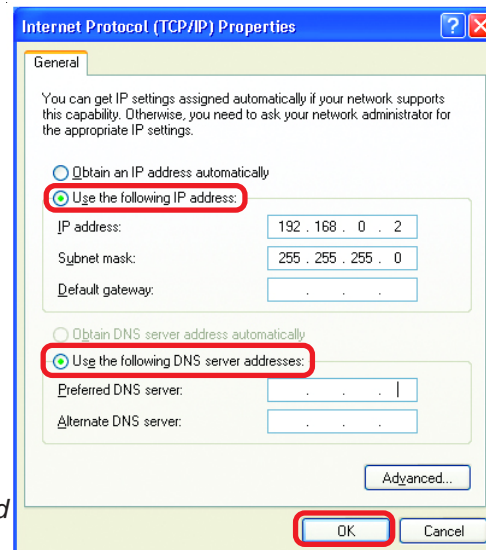 Internet Protocol (TCP/IP) Properties
General
You can get IP settings assigned automatically if your network supports
this capability. Otherwise, you need to ask your network administrator for
the appropriate IP settings.
Obtain an IP address automatically
Use the following IP address:
IP address: 192 . 168 . 0 . 2
Subnet mask: 255 . 255 . 255 . 0
Default gateway: . . .
Obtain DNS server address automatically
Use the following DNS server addresses:
Preferred DNS server: . . .
Alternate DNS server: . . .
Advanced...
d
OK Cancel